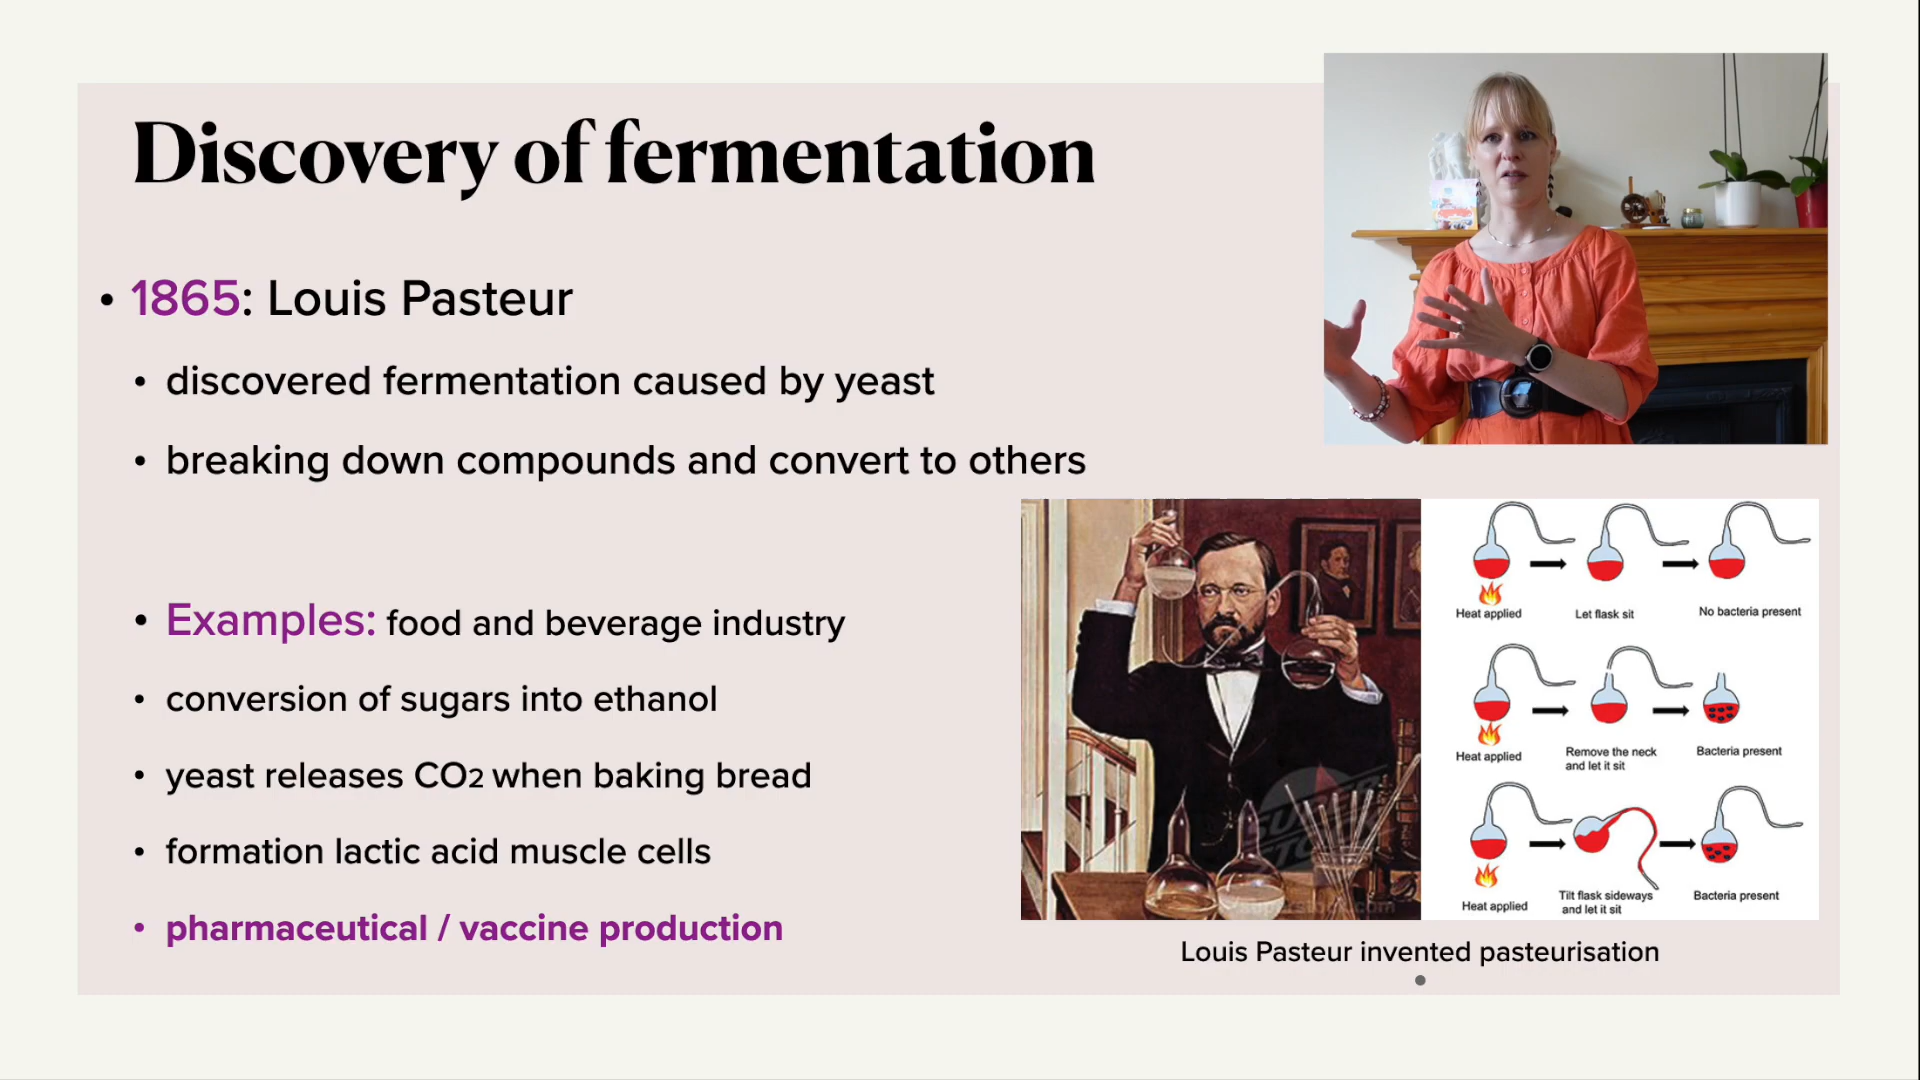 Discovery of fermentation
• 1865: Louis Pasteur
• discovered fermentation caused by yeast
• breaking down compounds and convert to others
• Examples: food and beverage industry
• conversion of sugars into ethanol
• yeast releases CO2 when baking bread
• formation lactic acid muscle cells
• pharmaceutical / vaccine production
Heat applied
Let flask sit
No bacteria present
Heat applied
Remove the neck
and let it sit
Bacteria present
Heat applied
Tilt flask sideways
and let it sit
Bacteria present
Louis Pasteur invented pasteurisation